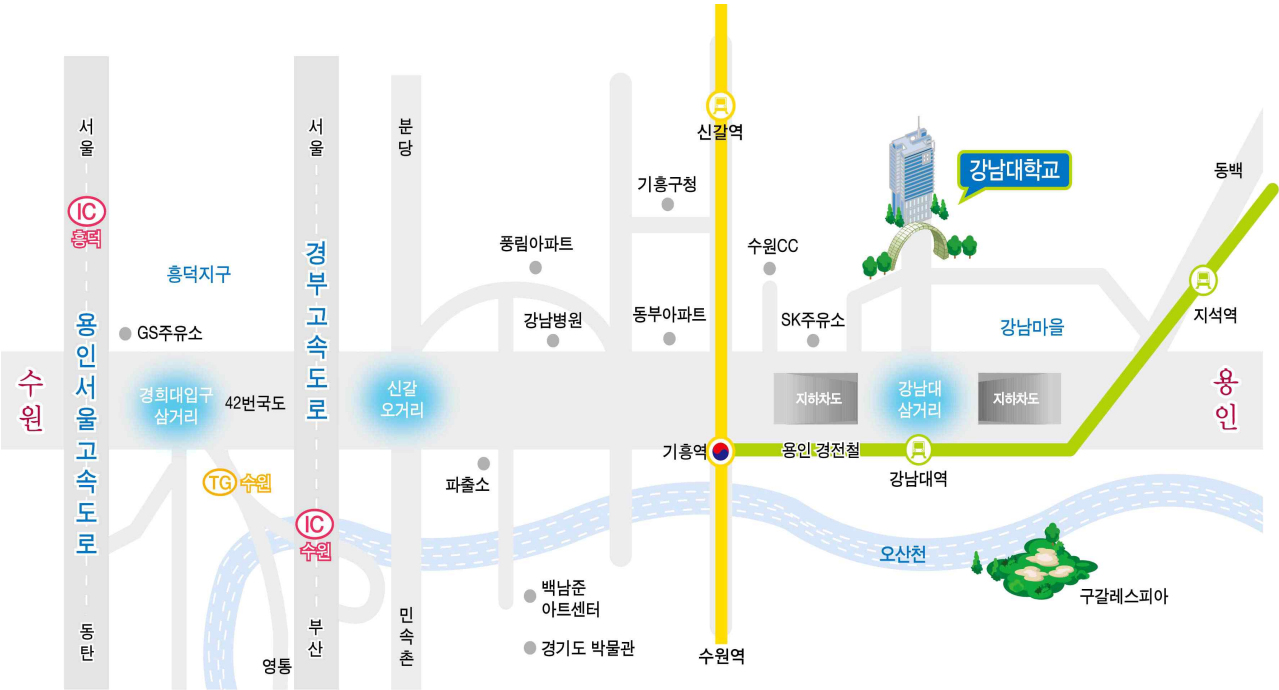 신갈역
서울
서울
분당
강남대학교
동백
기흥구청
IC
흥덕
풍림아파트
수원CC
흥덕지구
경부고속도로
강남병원
동부아파트
SK주유소
강남마을
지석역
GS주유소
용인서울고속도로
수원
경희대입구
삼거리
42번국도
신갈
오거리
지하차도
강남대
삼거리
지하차도
용인
기흥역
용인 경전철
강남대역
파출소
TG 수원
IC
수원
오산천
백남준
아트센터
구갈레스피아
경기도 박물관
동탄
영통
부산
민속촌
수원역